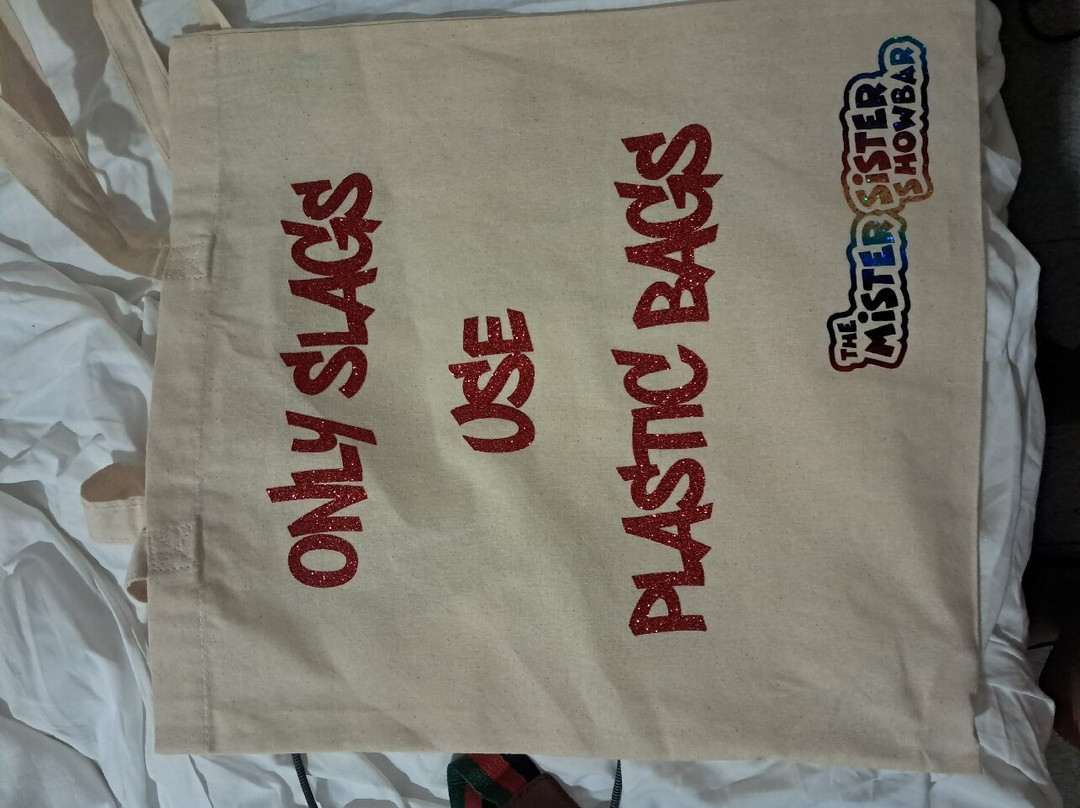 ONLY SLAGS
USE
PLASTIC BAGS
THE
MiSTER SiSTER
SHOWBAR